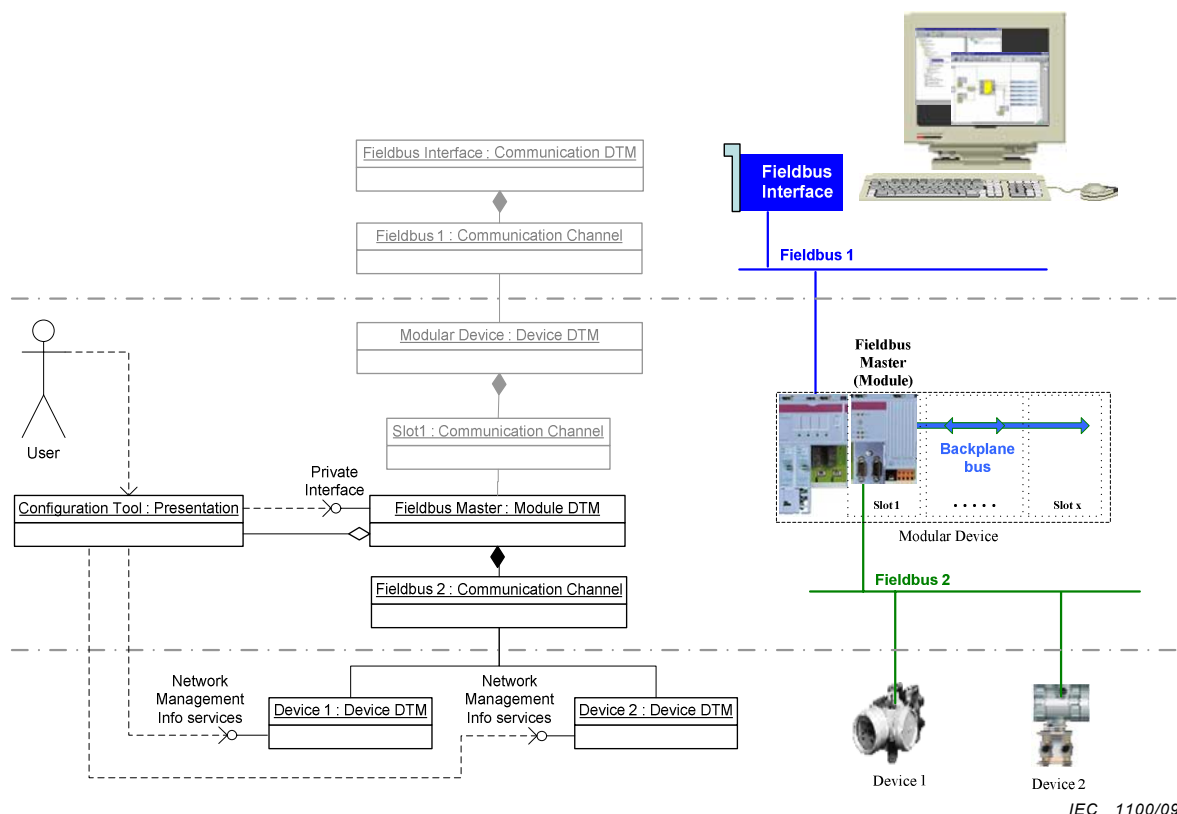 Fieldbus Interface : Communication DTM
Fieldbus 1 : Communication Channel
Modular Device : Device DTM
Slot1 : Communication Channel
User
Private
Interface
Configuration Tool : Presentation
Fieldbus Master : Module DTM
Fieldbus 2 : Communication Channel
Network
Management
Info services
Device 1 : Device DTM
Network
Management
Info services
Device 2 : Device DTM
Fieldbus
Interface
Fieldbus 1
Fieldbus
Master
(Module)
Backplane
bus
Slot1
. . . . .
Slot x
Modular Device
Fieldbus 2
Device 1
Device 2
IEC 1100/09